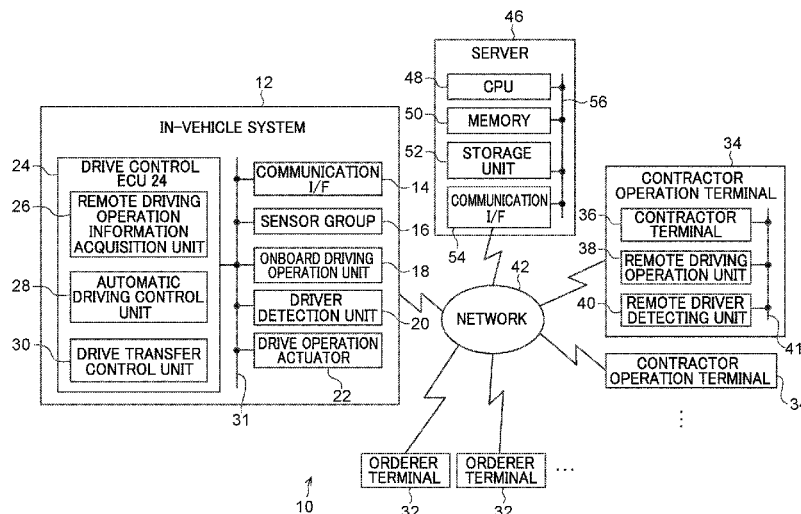 46
SERVER
48
CPU
56
50
MEMORY
52
STORAGE
UNIT
COMMUNICATION
I/F
54
12
IN-VEHICLE SYSTEM
24
DRIVE CONTROL
ECU 24
26
REMOTE DRIVING
OPERATION
INFORMATION
ACQUISITION UNIT
28
AUTOMATIC
DRIVING CONTROL
UNIT
30
DRIVE TRANSFER
CONTROL UNIT
31
COMMUNICATION
I/F
14
SENSOR GROUP
16
ONBOARD DRIVING
OPERATION UNIT
18
DRIVER
DETECTION UNIT
20
DRIVE OPERATION
ACTUATOR
22
42
NETWORK
34
CONTRACTOR
OPERATION TERMINAL
36
CONTRACTOR
TERMINAL
38
REMOTE DRIVING
OPERATION UNIT
40
REMOTE DRIVER
DETECTING UNIT
41
CONTRACTOR
OPERATION TERMINAL
34
ORDERER
TERMINAL
32
ORDERER
TERMINAL
32
10